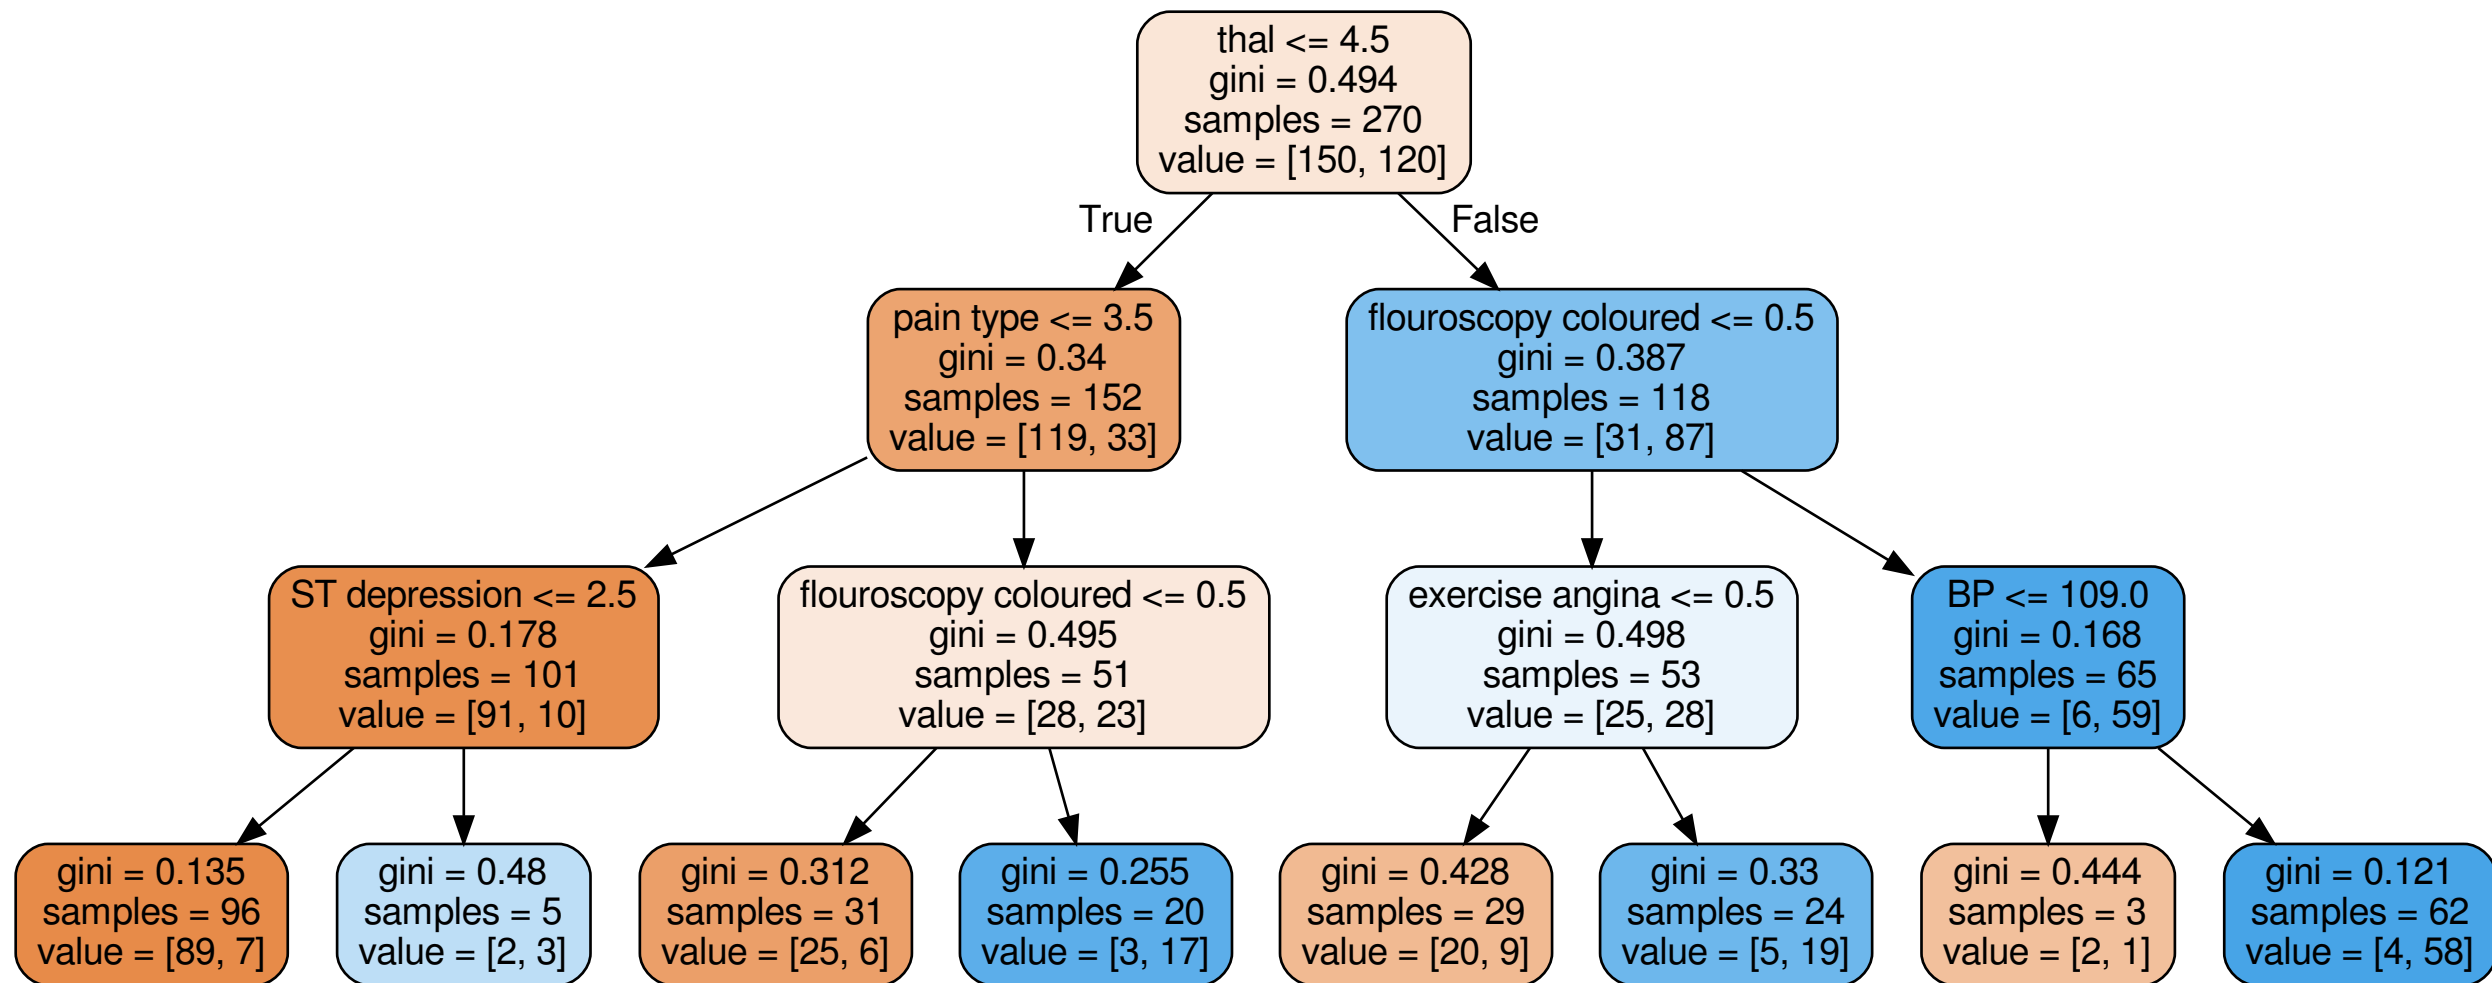 thal <= 4.5
gini = 0.494
samples = 270
value = [150, 120]
True
False
pain type <= 3.5
gini = 0.34
samples = 152
value = [119, 33]
flouroscopy coloured <= 0.5
gini = 0.387
samples = 118
value = [31, 87]
ST depression <= 2.5
gini = 0.178
samples = 101
value = [91, 10]
flouroscopy coloured <= 0.5
gini = 0.495
samples = 51
value = [28, 23]
exercise angina <= 0.5
gini = 0.498
samples = 53
value = [25, 28]
BP <= 109.0
gini = 0.168
samples = 65
value = [6, 59]
gini = 0.135
samples = 96
value = [89, 7]
gini = 0.48
samples = 5
value = [2, 3]
gini = 0.312
samples = 31
value = [25, 6]
gini = 0.255
samples = 20
value = [3, 17]
gini = 0.428
samples = 29
value = [20, 9]
gini = 0.33
samples = 24
value = [5, 19]
gini = 0.444
samples = 3
value = [2, 1]
gini = 0.121
samples = 62
value = [4, 58]